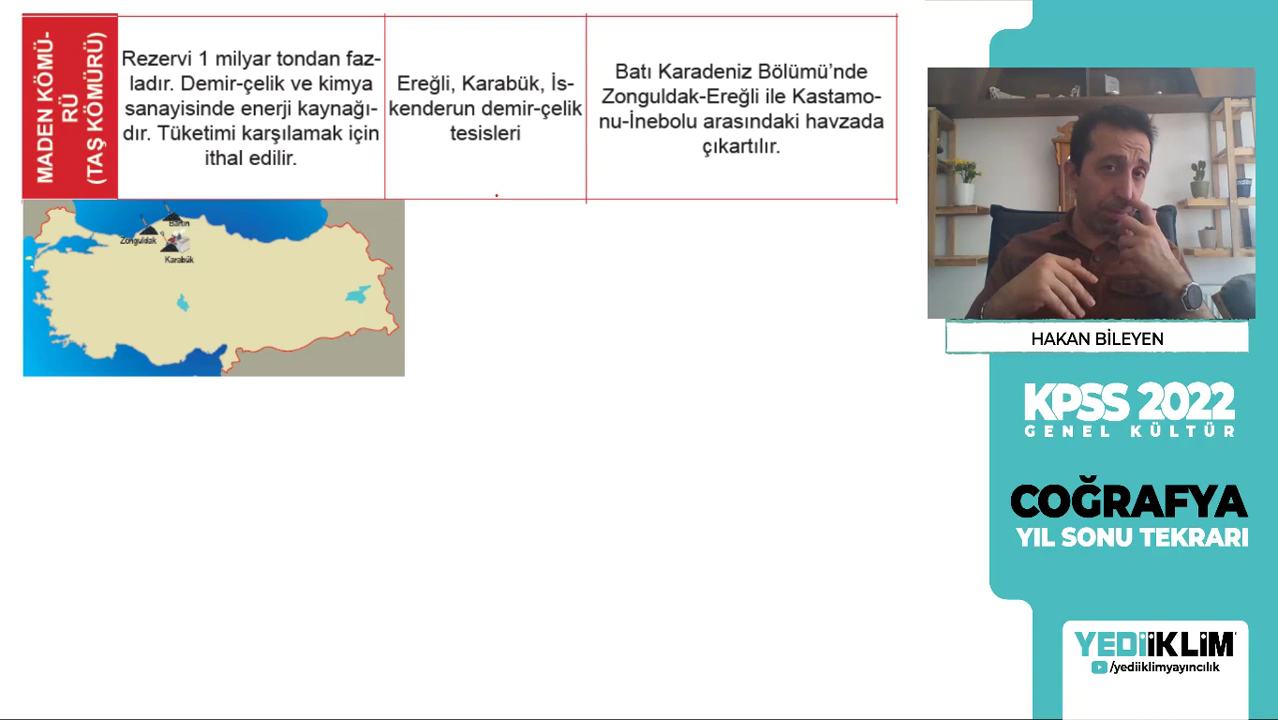 MADEN KÖMÜ-
RÜ
(TAŞ KÖMÜRÜ)
Rezervi 1 milyar tondan faz-
ladır. Demir-çelik ve kimya
sanayisinde enerji kaynağı-
dır. Tüketimi karşılamak için
ithal edilir.
Ereğli, Karabük, İs-
kenderun demir-çelik
tesisleri
Batı Karadeniz Bölümü’nde
Zonguldak-Ereğli ile Kastamo-
nu-İnebolu arasındaki havzada
çıkartılır.
Bartın
Zonguldak
Karabük
HAKAN BİLEYEN
KPSS 2022
GENEL KÜLTÜR
COĞRAFYA
YIL SONU TEKRARI
YEDİİKLİM
/yediiklimyayıncılık